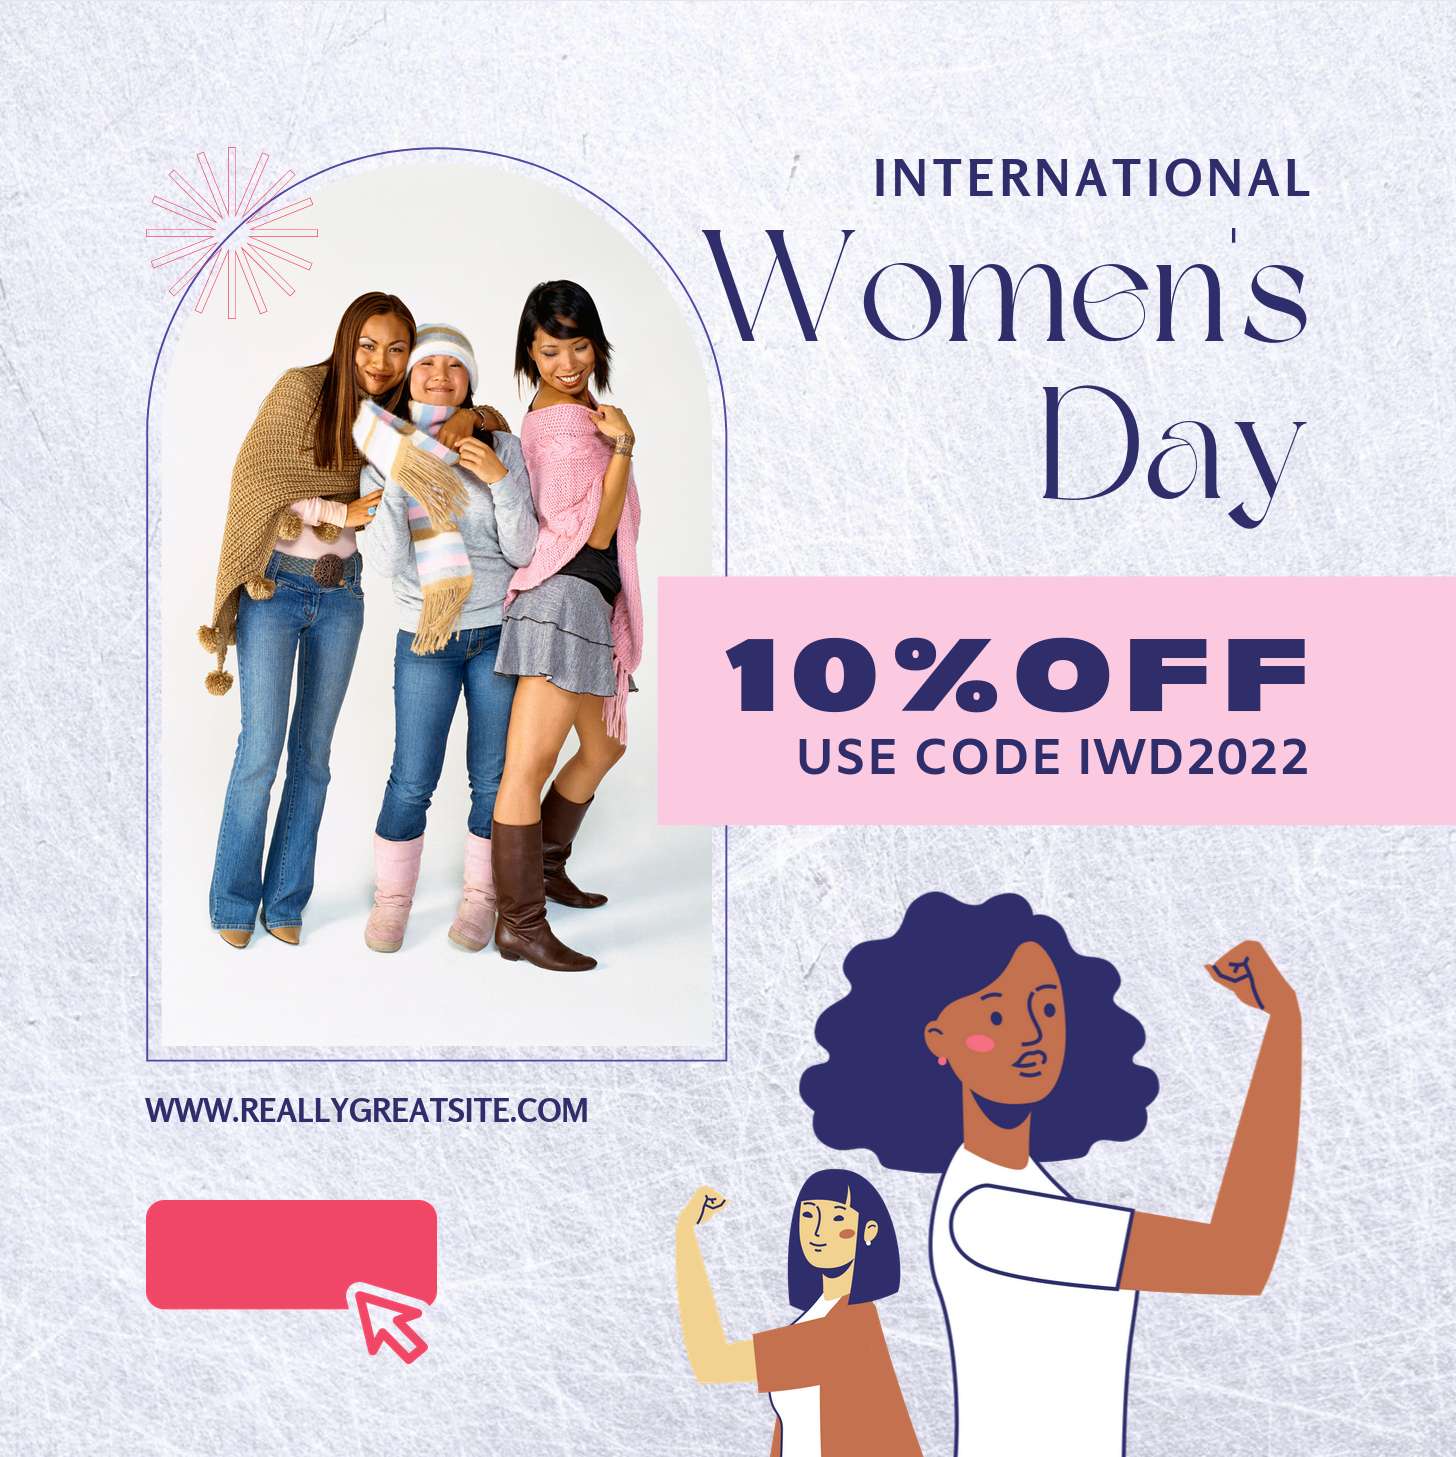 INTERNATIONAL
Women's
Day
10%OFF
USE CODE IWD2022
WWW.REALLYGREATSITE.COM